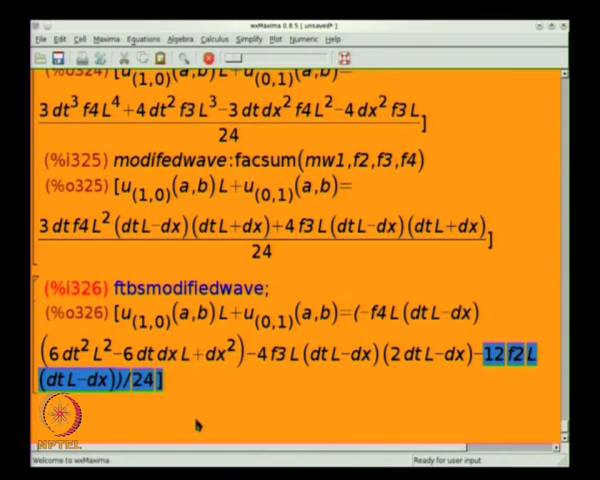 wxMaxima 0.8.5 [ unsaved* ]
File Edit Cell Maxima Equations Algebra Calculus Simplify Plot Numeric Help
(%o324) [u(1,0)(a,b) L+u(0,1)(a,b)=
3 dt³ f4 L⁴+4 dt² f3 L³−3 dt dx² f4 L²−4 dx² f3 L
24 ]
(%i325) modifedwave:facsum(mw1,f2,f3,f4)
(%o325) [u(1,0)(a,b) L+u(0,1)(a,b)=
3 dt f4 L² (dt L−dx) (dt L+dx)+4 f3 L (dt L−dx) (dt L+dx)
24 ]
(%i326) ftbsmodifiedwave;
(%o326) [u(1,0)(a,b) L+u(0,1)(a,b)=(−f4 L (dt L−dx)
(6 dt² L²−6 dt dx L+dx²)−4 f3 L (dt L−dx) (2 dt L−dx)−12 f2 L
(dt L−dx))/24 ]
NPTEL
Welcome to wxMaxima Ready for user input